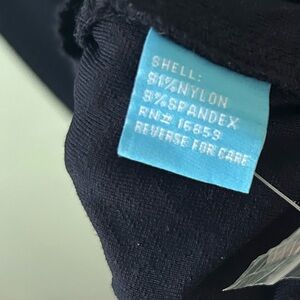 SHELL:
91%NYLON
9%SPANDEX
RN# 16859
REVERSE FOR CARE